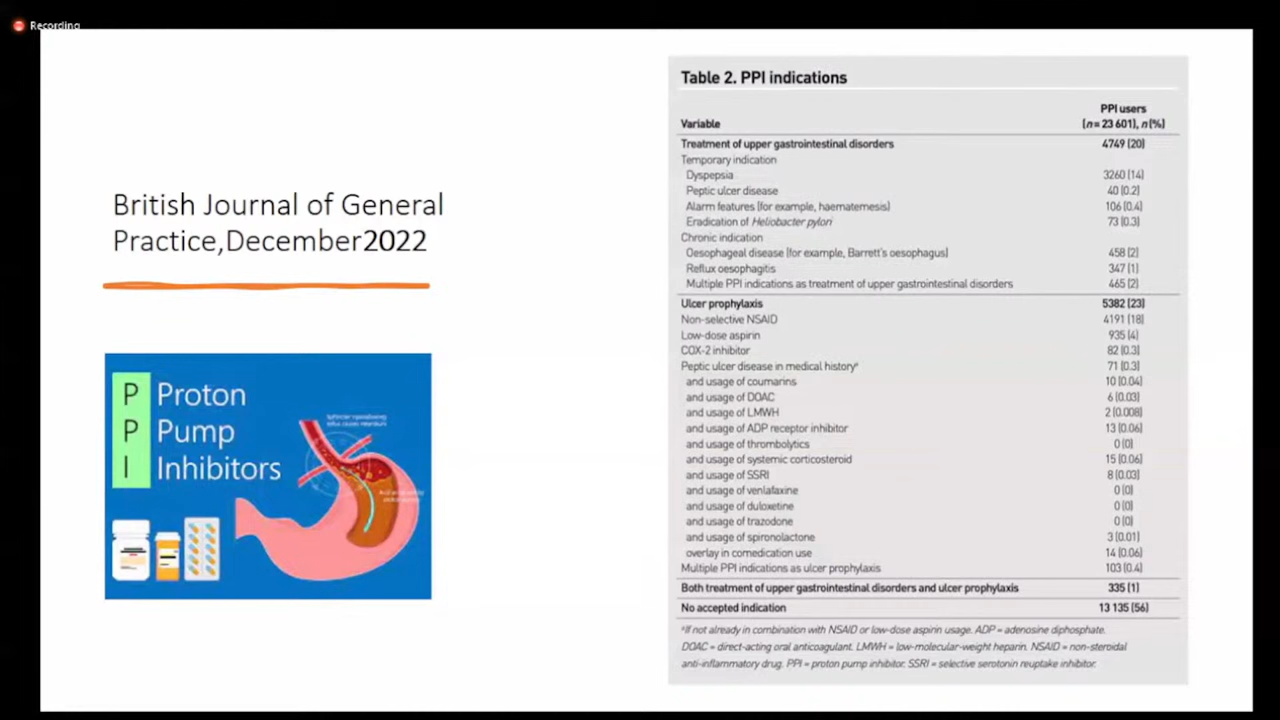 Recording
British Journal of General
Practice,December2022
P Proton
P Pump
I Inhibitors
Table 2. PPI indications
PPI users
Variable (n=23 601), n (%)
Treatment of upper gastrointestinal disorders 4749 (20)
Temporary indication
Dyspepsia 3260 (14)
Peptic ulcer disease 40 (0.2)
Alarm features (for example, haematemesis) 106 (0.4)
Eradication of Heliobacter pylori 73 (0.3)
Chronic indication
Oesophageal disease (for example, Barrett's oesophagus) 458 (2)
Reflux oesophagitis 347 (1)
Multiple PPI indications as treatment of upper gastrointestinal disorders 465 (2)
Ulcer prophylaxis 5382 (23)
Non-selective NSAID 4191 (18)
Low-dose aspirin 935 (4)
COX-2 inhibitor 82 (0.3)
Peptic ulcer disease in medical historyᵃ 71 (0.3)
and usage of coumarins 10 (0.04)
and usage of DOAC 6 (0.03)
and usage of LMWH 2 (0.008)
and usage of ADP receptor inhibitor 13 (0.06)
and usage of thrombolytics 0 (0)
and usage of systemic corticosteroid 15 (0.06)
and usage of SSRI 8 (0.03)
and usage of venlafaxine 0 (0)
and usage of duloxetine 0 (0)
and usage of trazodone 0 (0)
and usage of spironolactone 3 (0.01)
overlay in comedication use 14 (0.06)
Multiple PPI indications as ulcer prophylaxis 103 (0.4)
Both treatment of upper gastrointestinal disorders and ulcer prophylaxis 335 (1)
No accepted indication 13 135 (56)
ᵃIf not already in combination with NSAID or low-dose aspirin usage. ADP = adenosine diphosphate.
DOAC = direct-acting oral anticoagulant. LMWH = low-molecular-weight heparin. NSAID = non-steroidal
anti-inflammatory drug. PPI = proton pump inhibitor. SSRI = selective serotonin reuptake inhibitor.